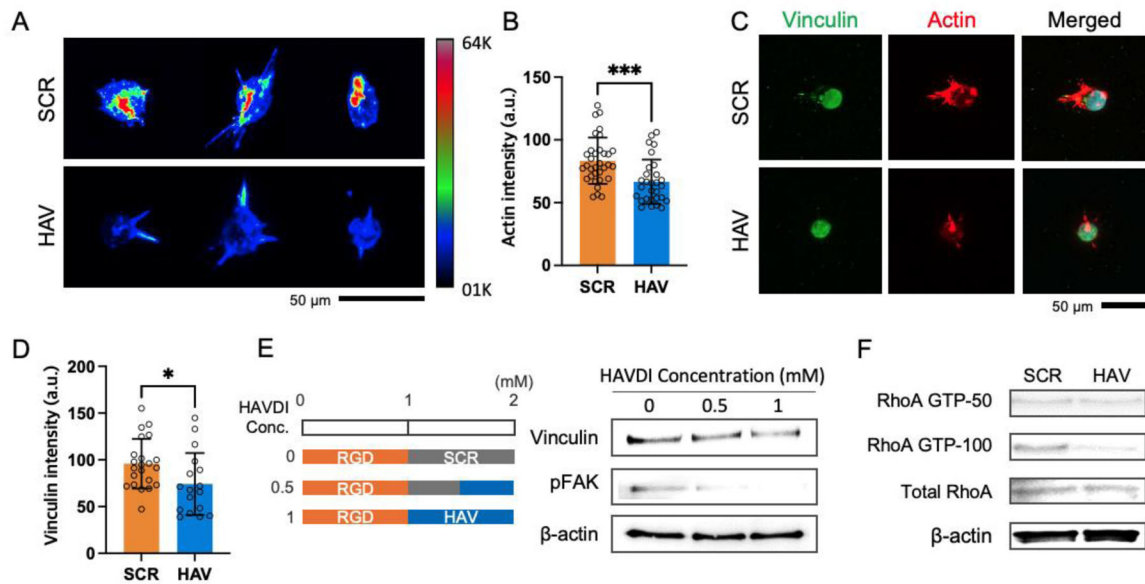 A
SCR
HAV
64K
01K
50 µm
B
Actin intensity (a.u.)
150
100
50
0
***
SCR HAV
C
Vinculin Actin Merged
SCR
HAV
50 µm
D
Vinculin intensity (a.u.)
200
150
100
50
0
*
SCR HAV
E
(mM)
0 1 2
HAVDI
Conc.
0 RGD SCR
0.5 RGD
1 RGD HAV
HAVDI Concentration (mM)
0 0.5 1
Vinculin
pFAK
β-actin
F
SCR HAV
RhoA GTP-50
RhoA GTP-100
Total RhoA
β-actin